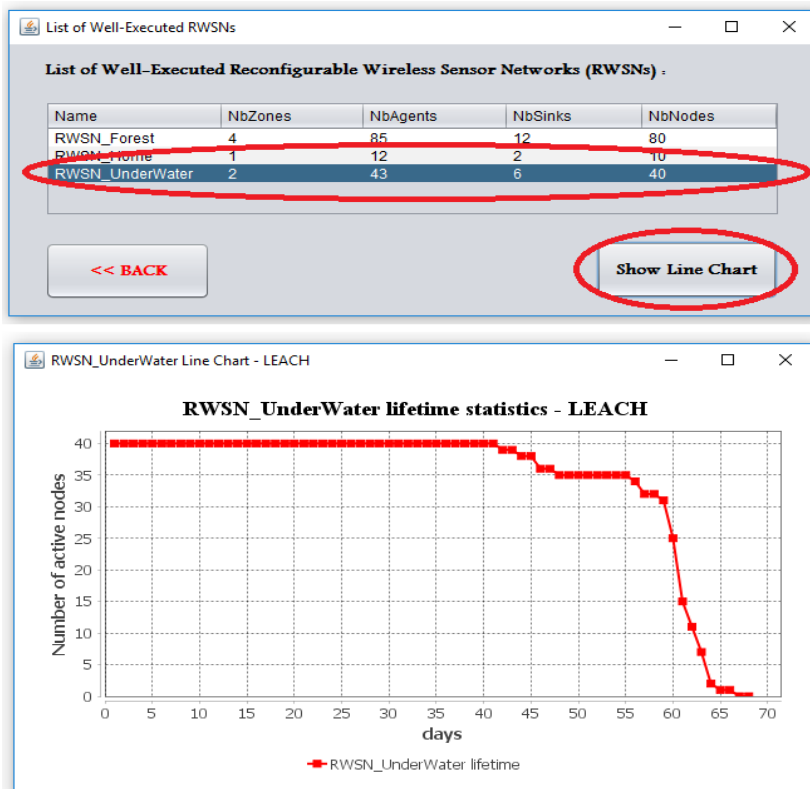 List of Well-Executed RWSNs
List of Well-Executed Reconfigurable Wireless Sensor Networks (RWSNs) :
Name NbZones NbAgents NbSinks NbNodes
RWSN_Forest 4 85 12 80
RWSN_Home 1 12 2 10
RWSN_UnderWater 2 43 6 40
<< BACK
Show Line Chart
RWSN_UnderWater Line Chart - LEACH
RWSN_UnderWater lifetime statistics - LEACH
Number of active nodes
40
35
30
25
20
15
10
5
0
0 5 10 15 20 25 30 35 40 45 50 55 60 65 70
days
RWSN_UnderWater lifetime